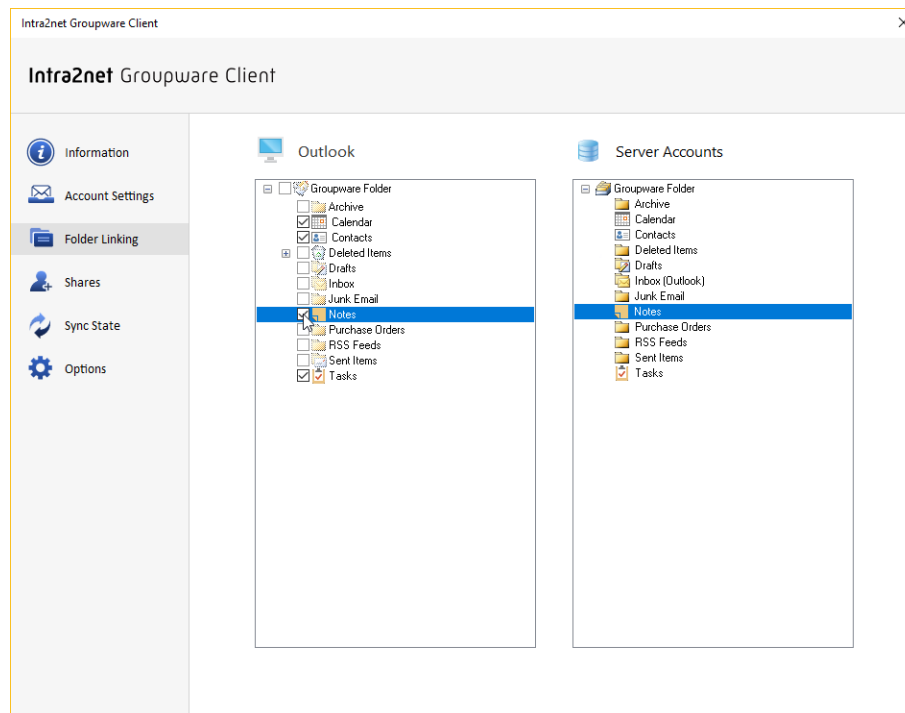 Intra2net Groupware Client
Intra2net Groupware Client
Information
Account Settings
Folder Linking
Shares
Sync State
Options
Outlook
Groupware Folder
Archive
Calendar
Contacts
Deleted Items
Drafts
Inbox
Junk Email
Notes
Purchase Orders
RSS Feeds
Sent Items
Tasks
Server Accounts
Groupware Folder
Archive
Calendar
Contacts
Deleted Items
Drafts
Inbox (Outlook)
Junk Email
Notes
Purchase Orders
RSS Feeds
Sent Items
Tasks